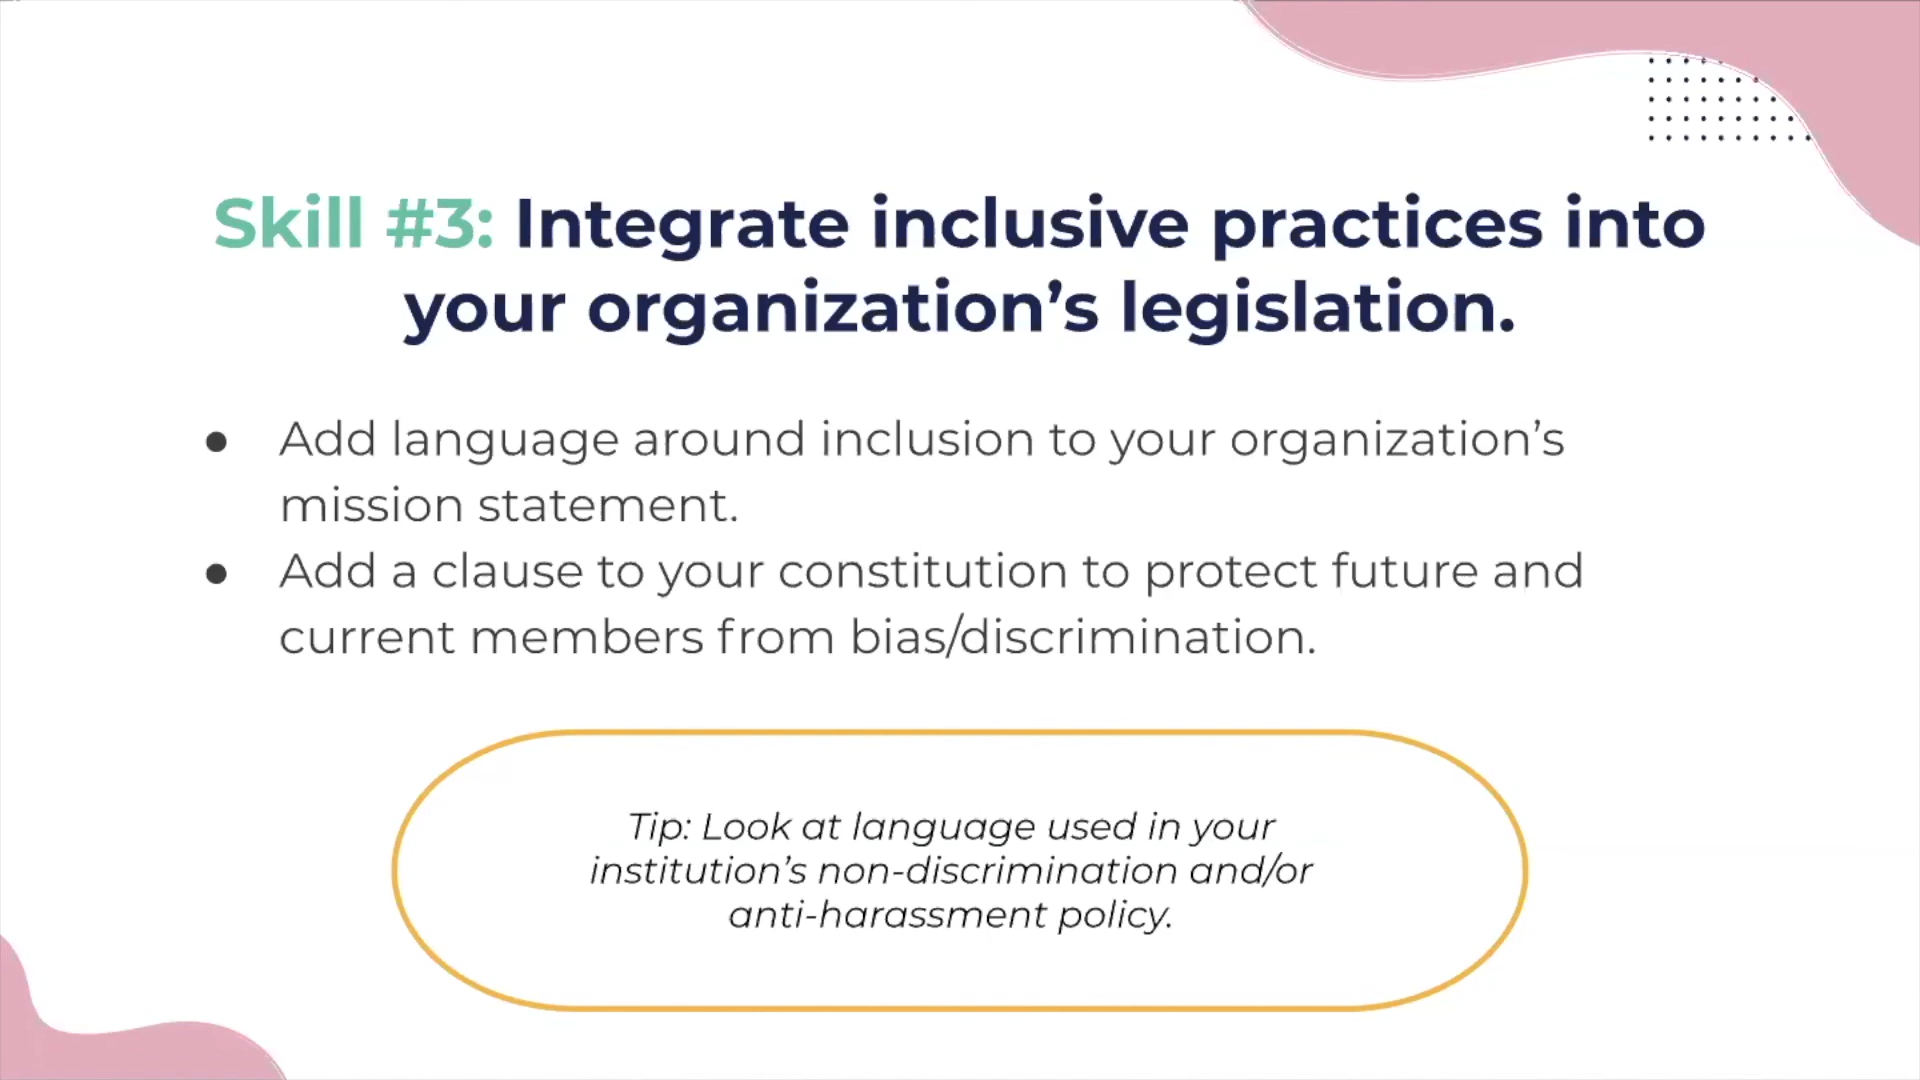 Skill #3: Integrate inclusive practices into
your organization’s legislation.
● Add language around inclusion to your organization’s
mission statement.
● Add a clause to your constitution to protect future and
current members from bias/discrimination.
Tip: Look at language used in your
institution’s non-discrimination and/or
anti-harassment policy.